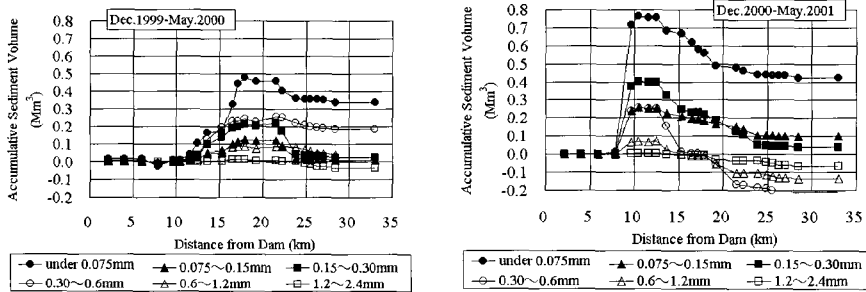 Dec.1999-May.2000
Accumulative Sediment Volume
(Mm³)
0.8
0.7
0.6
0.5
0.4
0.3
0.2
0.1
0.0
-0.1
-0.2
0 5 10 15 20 25 30 35
Distance from Dam (km)
under 0.075mm 0.075～0.15mm 0.15～0.30mm
0.30～0.6mm 0.6～1.2mm 1.2～2.4mm
Dec.2000-May.2001
Accumulative Sediment Volume
(Mm³)
0.8
0.7
0.6
0.5
0.4
0.3
0.2
0.1
0.0
-0.1
-0.2
0 5 10 15 20 25 30 35
Distance from Dam (km)
under 0.075mm 0.075～0.15mm 0.15～0.30mm
0.30～0.6mm 0.6～1.2mm 1.2～2.4mm